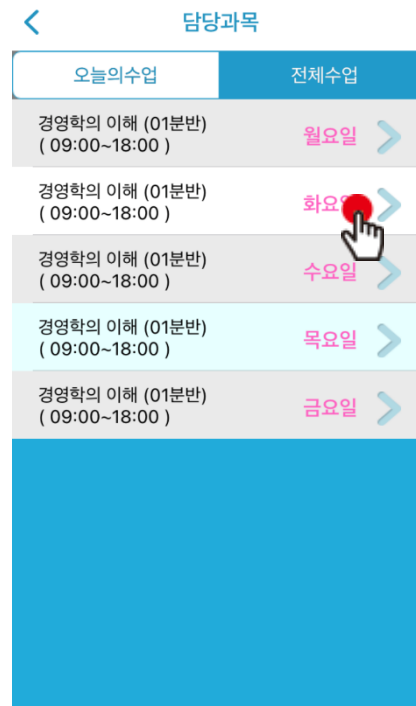 담당과목
오늘의수업 전체수업
경영학의 이해 (01분반)
( 09:00~18:00 )
월요일
경영학의 이해 (01분반)
( 09:00~18:00 )
화요일
경영학의 이해 (01분반)
( 09:00~18:00 )
수요일
경영학의 이해 (01분반)
( 09:00~18:00 )
목요일
경영학의 이해 (01분반)
( 09:00~18:00 )
금요일